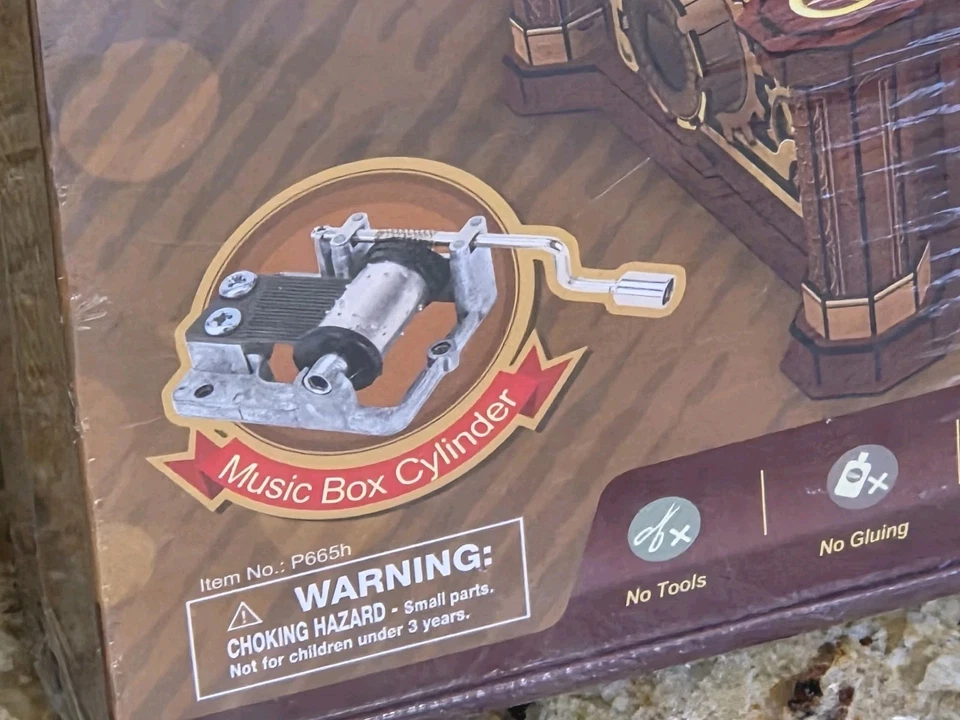 Music Box Cylinder
Item No.: P665h
WARNING:
CHOKING HAZARD - Small parts.
Not for children under 3 years.
No Tools
No Gluing